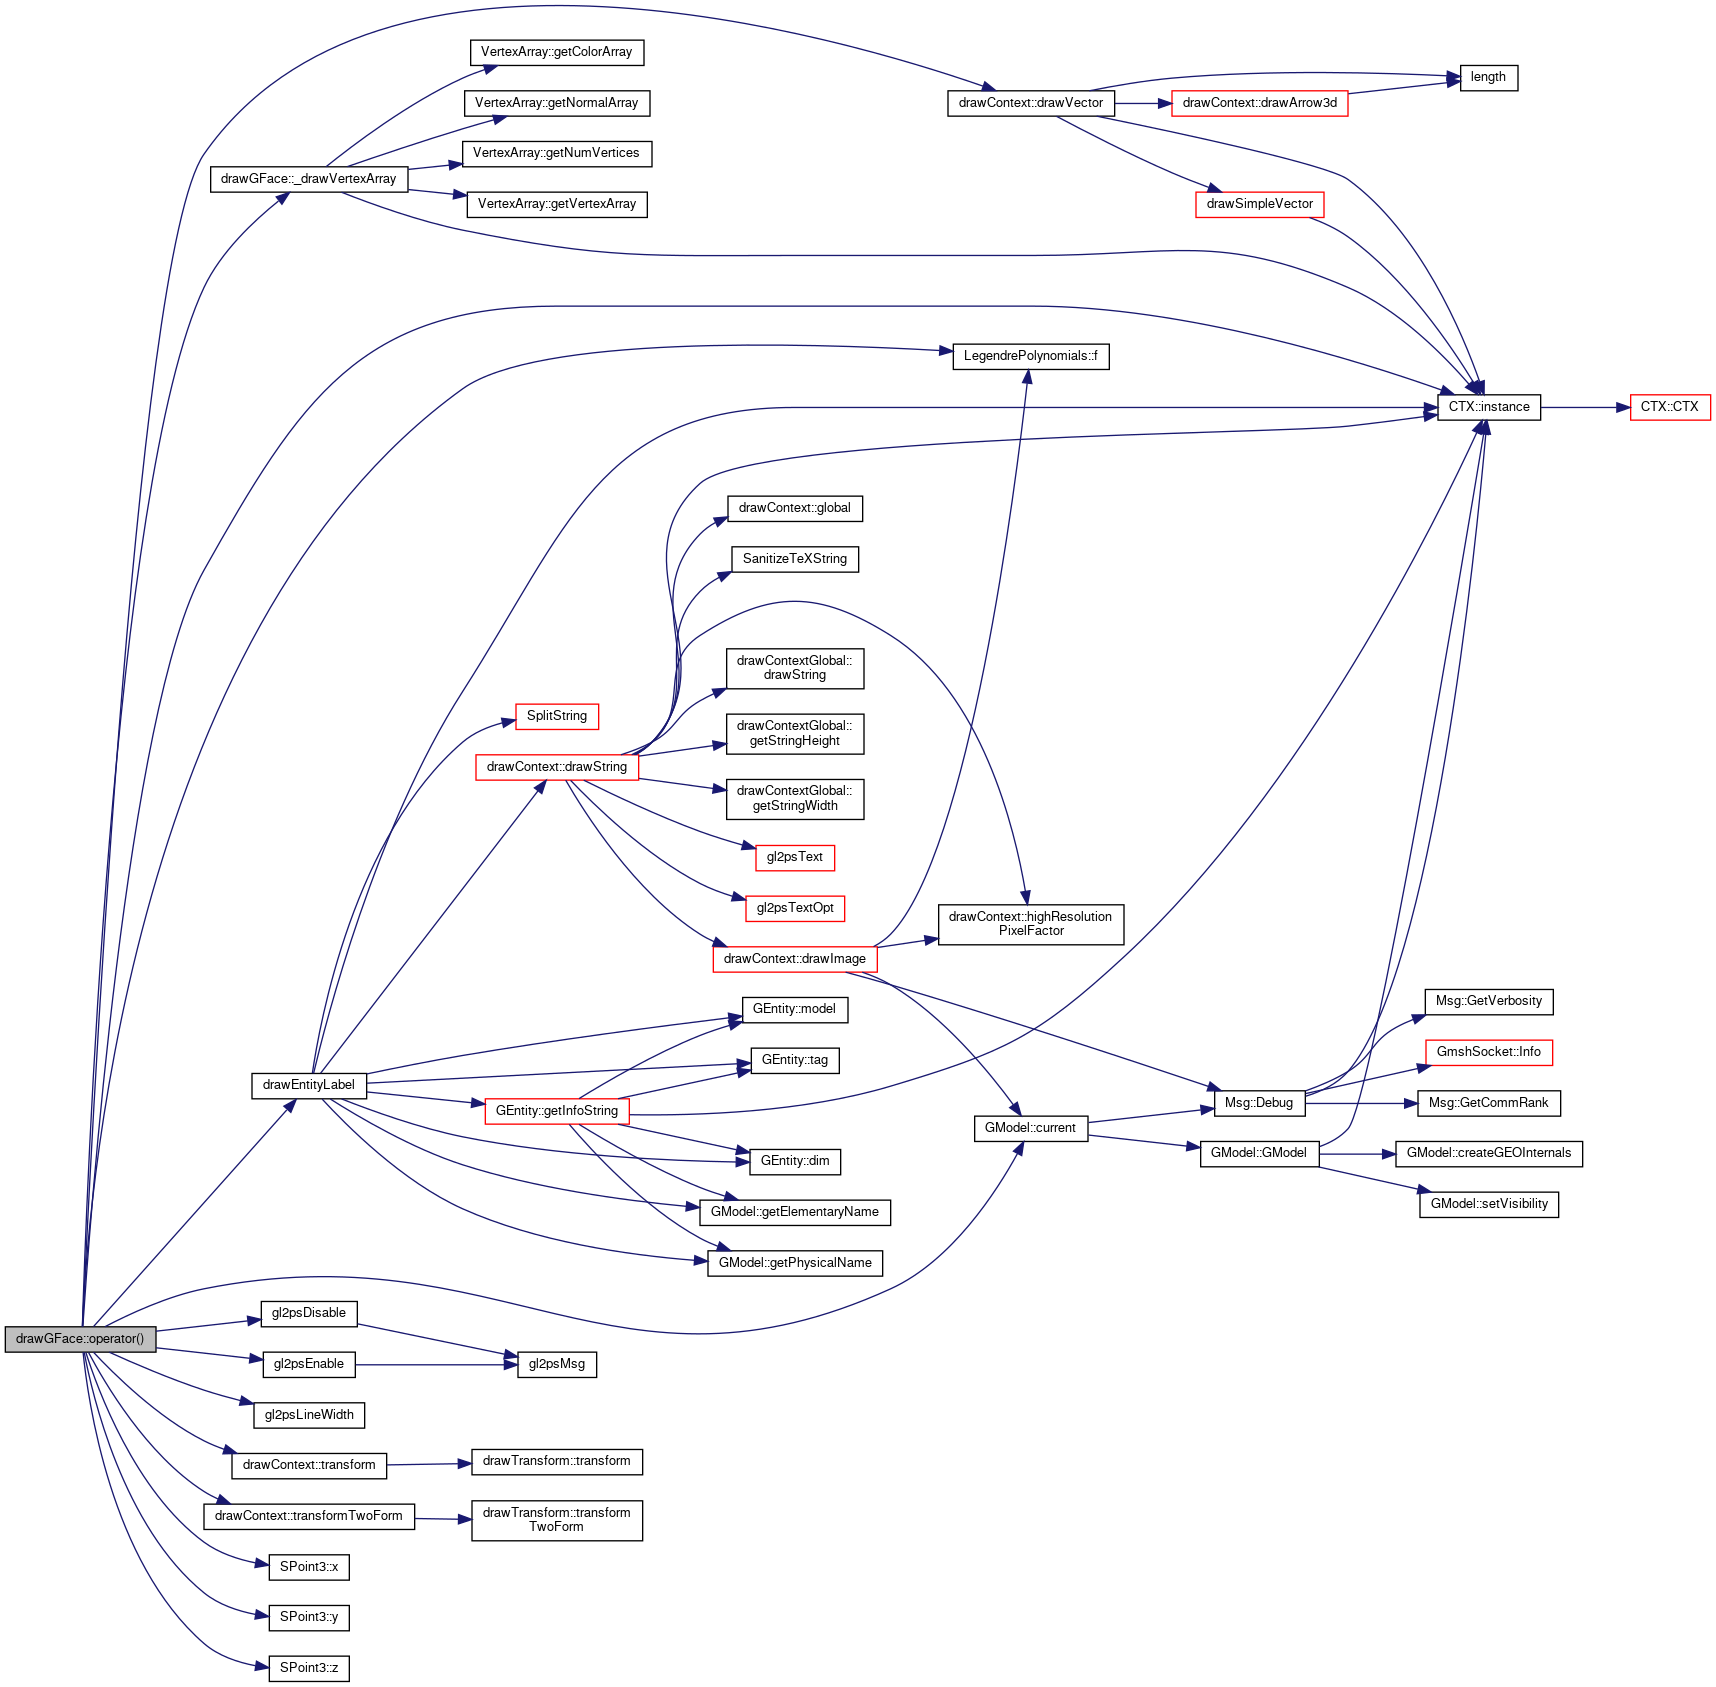 VertexArray::getColorArray
length
drawContext::drawVector
drawContext::drawArrow3d
VertexArray::getNormalArray
VertexArray::getNumVertices
drawGFace::_drawVertexArray
VertexArray::getVertexArray
drawSimpleVector
LegendrePolynomials::f
CTX::instance
CTX::CTX
drawContext::global
SanitizeTeXString
drawContextGlobal::
drawString
SplitString
drawContextGlobal::
getStringHeight
drawContext::drawString
drawContextGlobal::
getStringWidth
gl2psText
gl2psTextOpt
drawContext::highResolution
PixelFactor
drawContext::drawImage
GEntity::model
Msg::GetVerbosity
GEntity::tag
GmshSocket::Info
drawEntityLabel
GEntity::getInfoString
Msg::Debug
Msg::GetCommRank
GModel::current
GModel::GModel
GModel::createGEOInternals
GEntity::dim
GModel::setVisibility
GModel::getElementaryName
GModel::getPhysicalName
gl2psDisable
drawGFace::operator()
gl2psEnable
gl2psMsg
gl2psLineWidth
drawContext::transform
drawTransform::transform
drawContext::transformTwoForm
drawTransform::transform
TwoForm
SPoint3::x
SPoint3::y
SPoint3::z